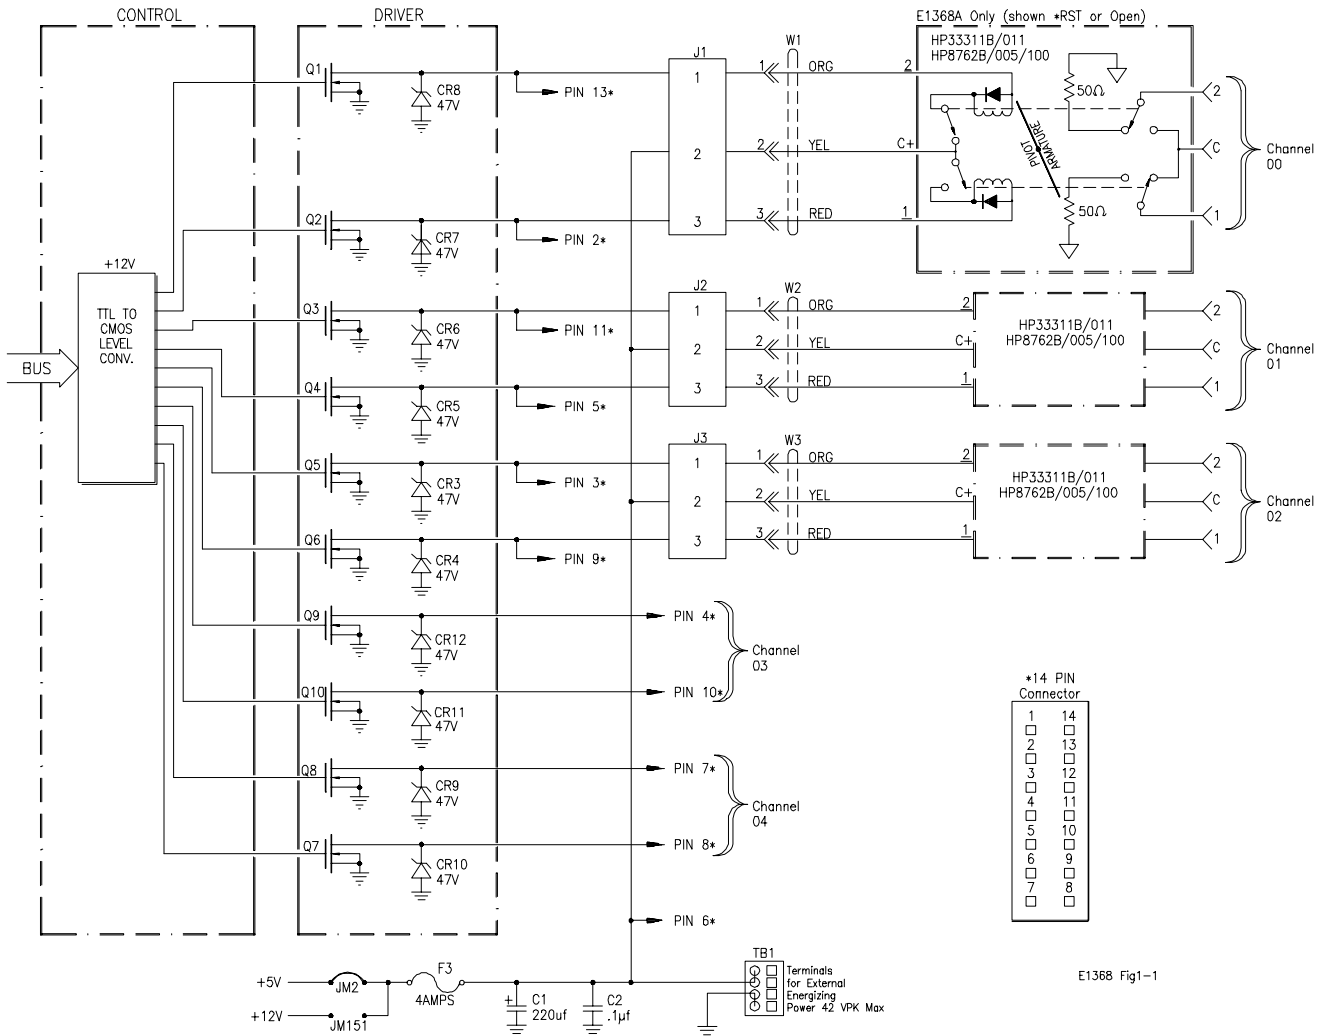 CONTROL
DRIVER
E1368A Only (shown *RST or Open)
HP33311B/011
HP8762B/005/100
Q1
CR8
47V
PIN 13*
J1
1
2
3
W1
1
ORG
2
2
YEL
C+
3
RED
1
50Ω
PIVOT
ARMATURE
50Ω
2
C
1
Channel
00
Q2
CR7
47V
PIN 2*
+12V
TTL TO
CMOS
LEVEL
CONV.
BUS
Q3
CR6
47V
PIN 11*
J2
1
2
3
W2
1
ORG
2
2
YEL
C+
3
RED
1
HP33311B/011
HP8762B/005/100
2
C
1
Channel
01
Q4
CR5
47V
PIN 5*
Q5
CR3
47V
PIN 3*
J3
1
2
3
W3
1
ORG
2
2
YEL
C+
3
RED
1
HP33311B/011
HP8762B/005/100
2
C
1
Channel
02
Q6
CR4
47V
PIN 9*
Q9
CR12
47V
PIN 4*
Channel
03
Q10
CR11
47V
PIN 10*
Q8
CR9
47V
PIN 7*
Channel
04
Q7
CR10
47V
PIN 8*
PIN 6*
*14 PIN
Connector
1 14
2 13
3 12
4 11
5 10
6 9
7 8
+5V
JM2
+12V
JM151
F3
4AMPS
+
C1
220uf
C2
.1µf
TB1
Terminals
for External
Energizing
Power 42 VPK Max
E1368 Fig1-1